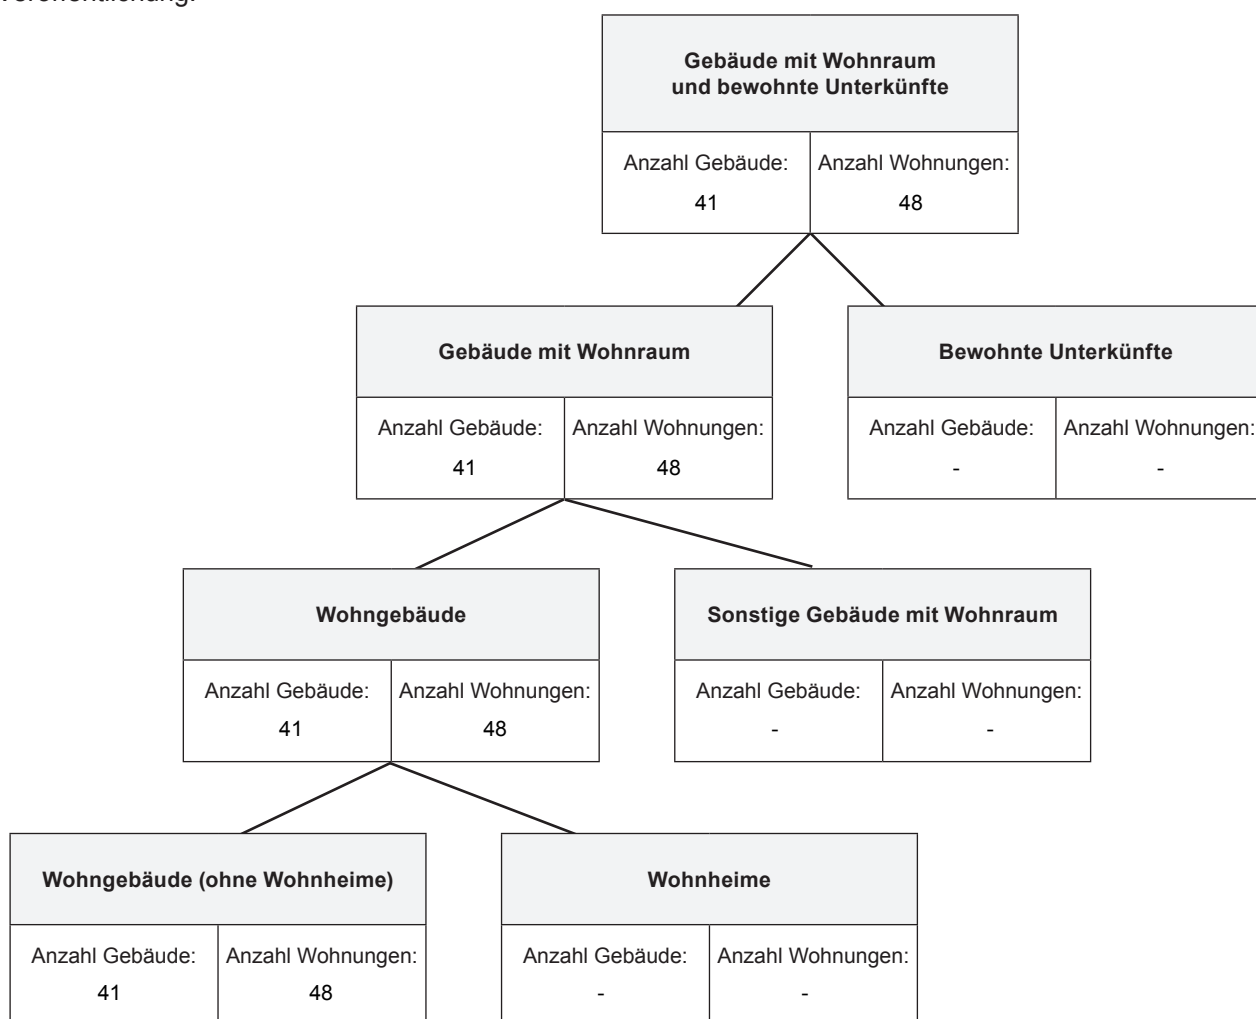 Veröffentlichung.
Gebäude mit Wohnraum
und bewohnte Unterkünfte
Anzahl Gebäude: Anzahl Wohnungen:
41 48
Gebäude mit Wohnraum Bewohnte Unterkünfte
Anzahl Gebäude: Anzahl Wohnungen: Anzahl Gebäude: Anzahl Wohnungen:
41 48 - -
Wohngebäude Sonstige Gebäude mit Wohnraum
Anzahl Gebäude: Anzahl Wohnungen: Anzahl Gebäude: Anzahl Wohnungen:
41 48 - -
Wohngebäude (ohne Wohnheime) Wohnheime
Anzahl Gebäude: Anzahl Wohnungen: Anzahl Gebäude: Anzahl Wohnungen:
41 48 - -